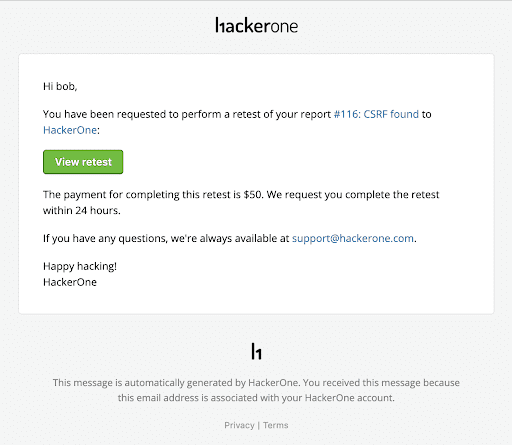 hackerone
Hi bob,
You have been requested to perform a retest of your report #116: CSRF found to
HackerOne:
View retest
The payment for completing this retest is $50. We request you complete the retest
within 24 hours.
If you have any questions, we're always available at support@hackerone.com.
Happy hacking!
HackerOne
h1
This message is automatically generated by HackerOne. You received this message because
this email address is associated with your HackerOne account.
Privacy | Terms